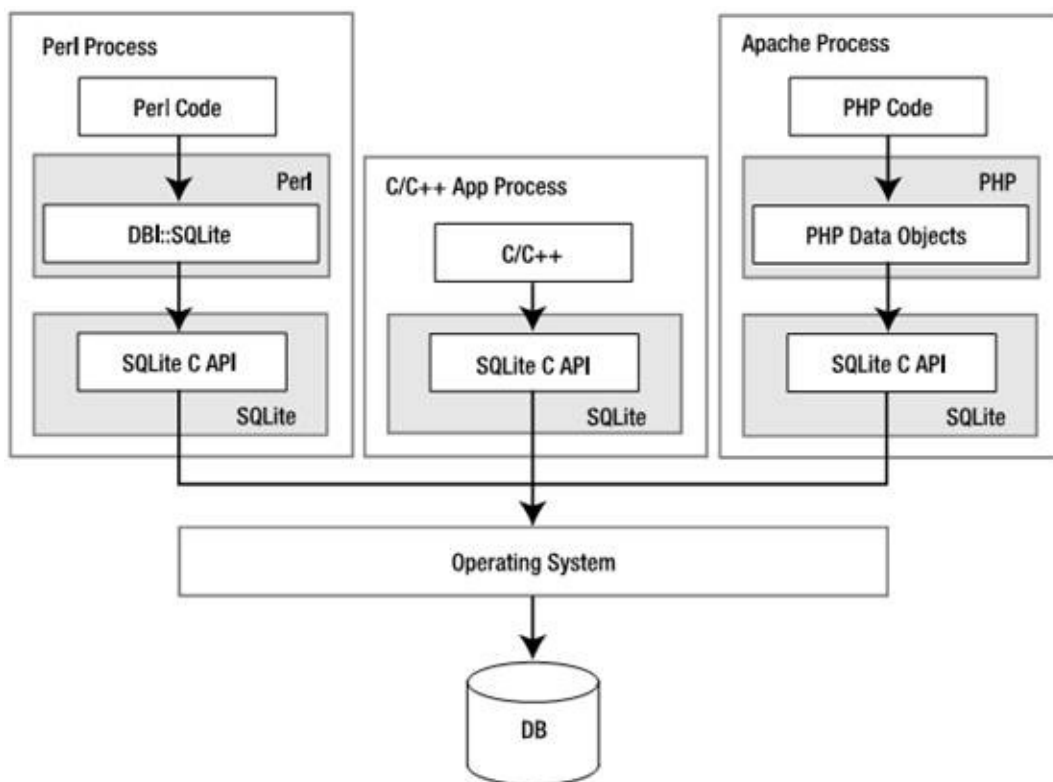 Perl Process
Perl Code
Perl
DBI::SQLite
SQLite C API
SQLite
C/C++ App Process
C/C++
SQLite C API
SQLite
Apache Process
PHP Code
PHP
PHP Data Objects
SQLite C API
SQLite
Operating System
DB